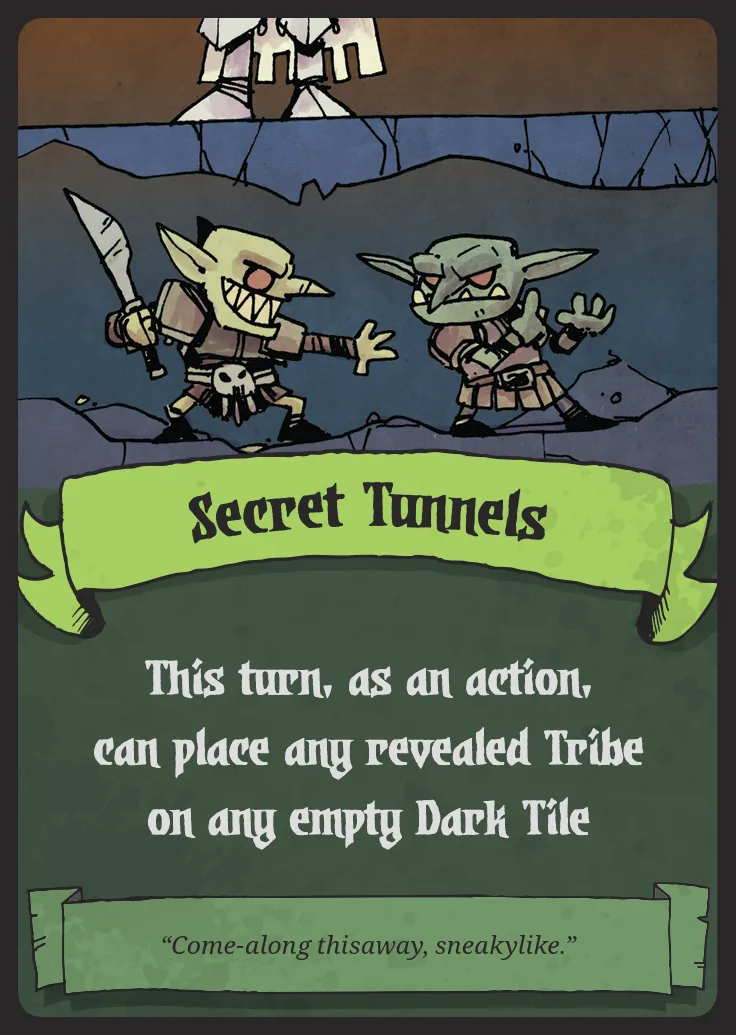 Secret Tunnels
This turn, as an action,
can place any revealed Tribe
on any empty Dark Tile
“Come-along thisaway, sneakylike.”